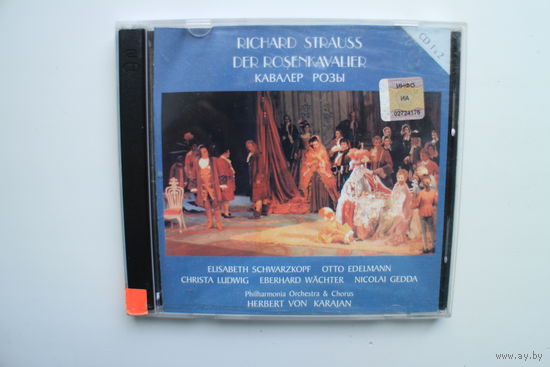 RICHARD STRAUSS
DER ROSENKAVALIER
КАВАЛЕР РОЗЫ
CD 1 & 2
ИНФО
ИА
02724176
ELISABETH SCHWARZKOPF OTTO EDELMANN
CHRISTA LUDWIG EBERHARD WÄCHTER NICOLAI GEDDA
Philharmonia Orchestra & Chorus
HERBERT VON KARAJAN
www.ay.by